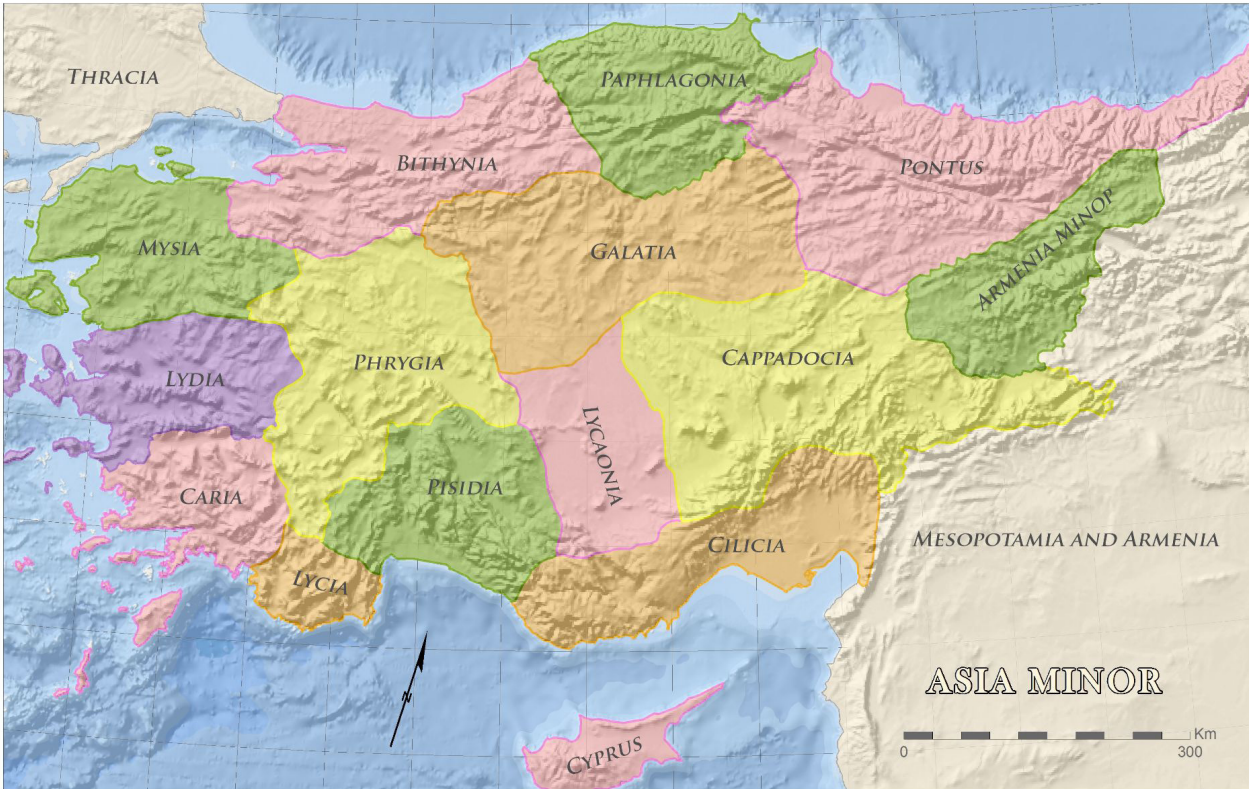 THRACIA
PAPHLAGONIA
BITHYNIA
PONTUS
MYSIA
GALATIA
ARMENIA MINOP
LYDIA
PHRYGIA
CAPPADOCIA
LYCAONIA
CARIA
PISIDIA
CILICIA
MESOPOTAMIA AND ARMENIA
LYCIA
N
ASIA MINOR
CYPRUS
Km
0 300